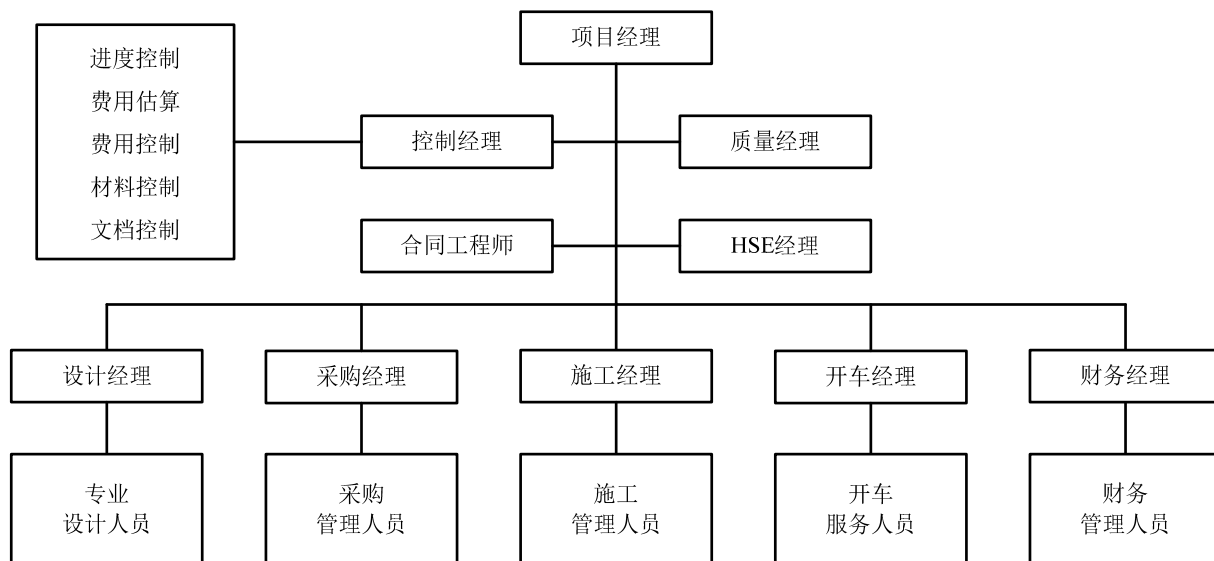 项目经理
进度控制
费用估算
费用控制
材料控制
文档控制
控制经理
质量经理
合同工程师
HSE经理
设计经理
采购经理
施工经理
开车经理
财务经理
专业
设计人员
采购
管理人员
施工
管理人员
开车
服务人员
财务
管理人员